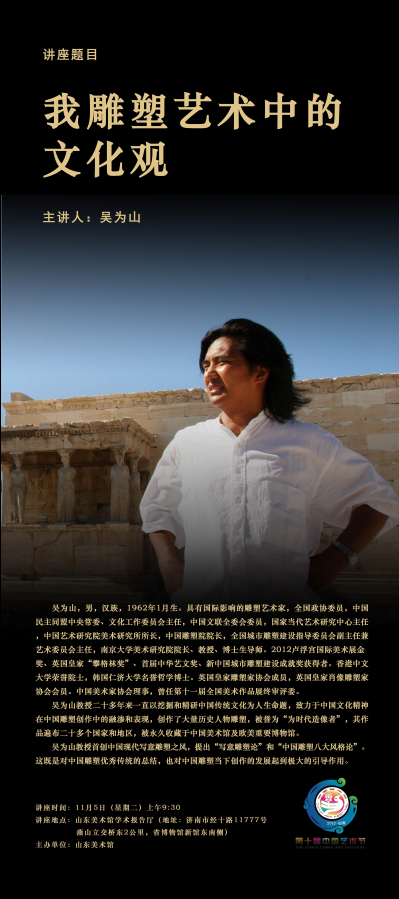 讲座题目
我雕塑艺术中的
文化观
主讲人：吴为山
吴为山，男，汉族，1962年1月生。具有国际影响的雕塑艺术家，全国政协委员，中国
民主同盟中央常委、文化工作委员会主任，中国文联全委会委员，国家当代艺术研究中心主任
，中国艺术研究院美术研究所所长，中国雕塑院院长，全国城市雕塑建设指导委员会副主任兼
艺术委员会主任，南京大学美术研究院院长、教授、博士生导师。2012卢浮宫国际美术展金
奖、英国皇家“攀格林奖”、首届中华艺文奖、新中国城市雕塑建设成就奖获得者。香港中文
大学荣誉院士，韩国仁济大学名誉哲学博士。英国皇家雕塑家协会成员，英国皇家肖像雕塑家
协会会员。中国美术家协会理事，曾任第十一届全国美术作品展终审评委。
吴为山教授二十多年来一直以挖掘和精研中国传统文化为人生命题，致力于中国文化精神
在中国雕塑创作中的融渗和表现，创作了大量历史人物雕塑，被誉为“为时代造像者”，其作
品遍布二十多个国家和地区，被永久收藏于中国美术馆及欧美重要博物馆。
吴为山教授首创中国现代写意雕塑之风，提出“写意雕塑论”和“中国雕塑八大风格论”。
这既是对中国雕塑优秀传统的总结，也对中国雕塑当下创作的发展起到极大的引导作用。
讲座时间：11月5日（星期二）上午9:30
讲座地点：山东美术馆学术报告厅（地址：济南市经十路11777号
燕山立交桥东2公里，省博物馆新馆东南侧）
主办单位：山东美术馆
第十届中国艺术节